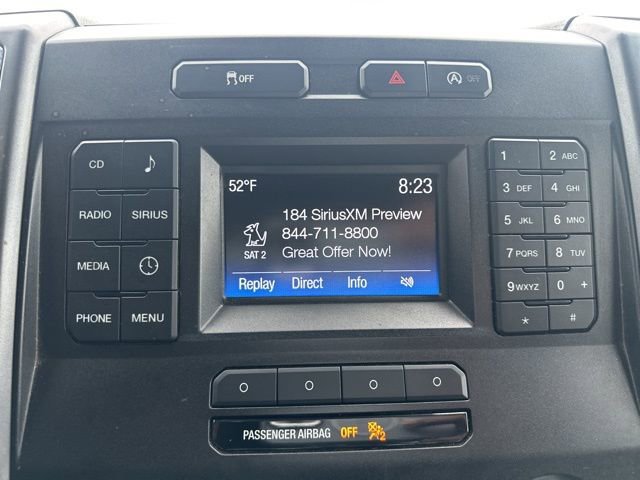 OFF
OFF
CD
RADIO SIRIUS
MEDIA
PHONE MENU
52°F 8:23
184 SiriusXM Preview
844-711-8800
SAT 2 Great Offer Now!
Replay Direct Info
1 2 ABC
3 DEF 4 GHI
5 JKL 6 MNO
7 PQRS 8 TUV
9 WXYZ 0 +
* #
PASSENGER AIRBAG OFF 2